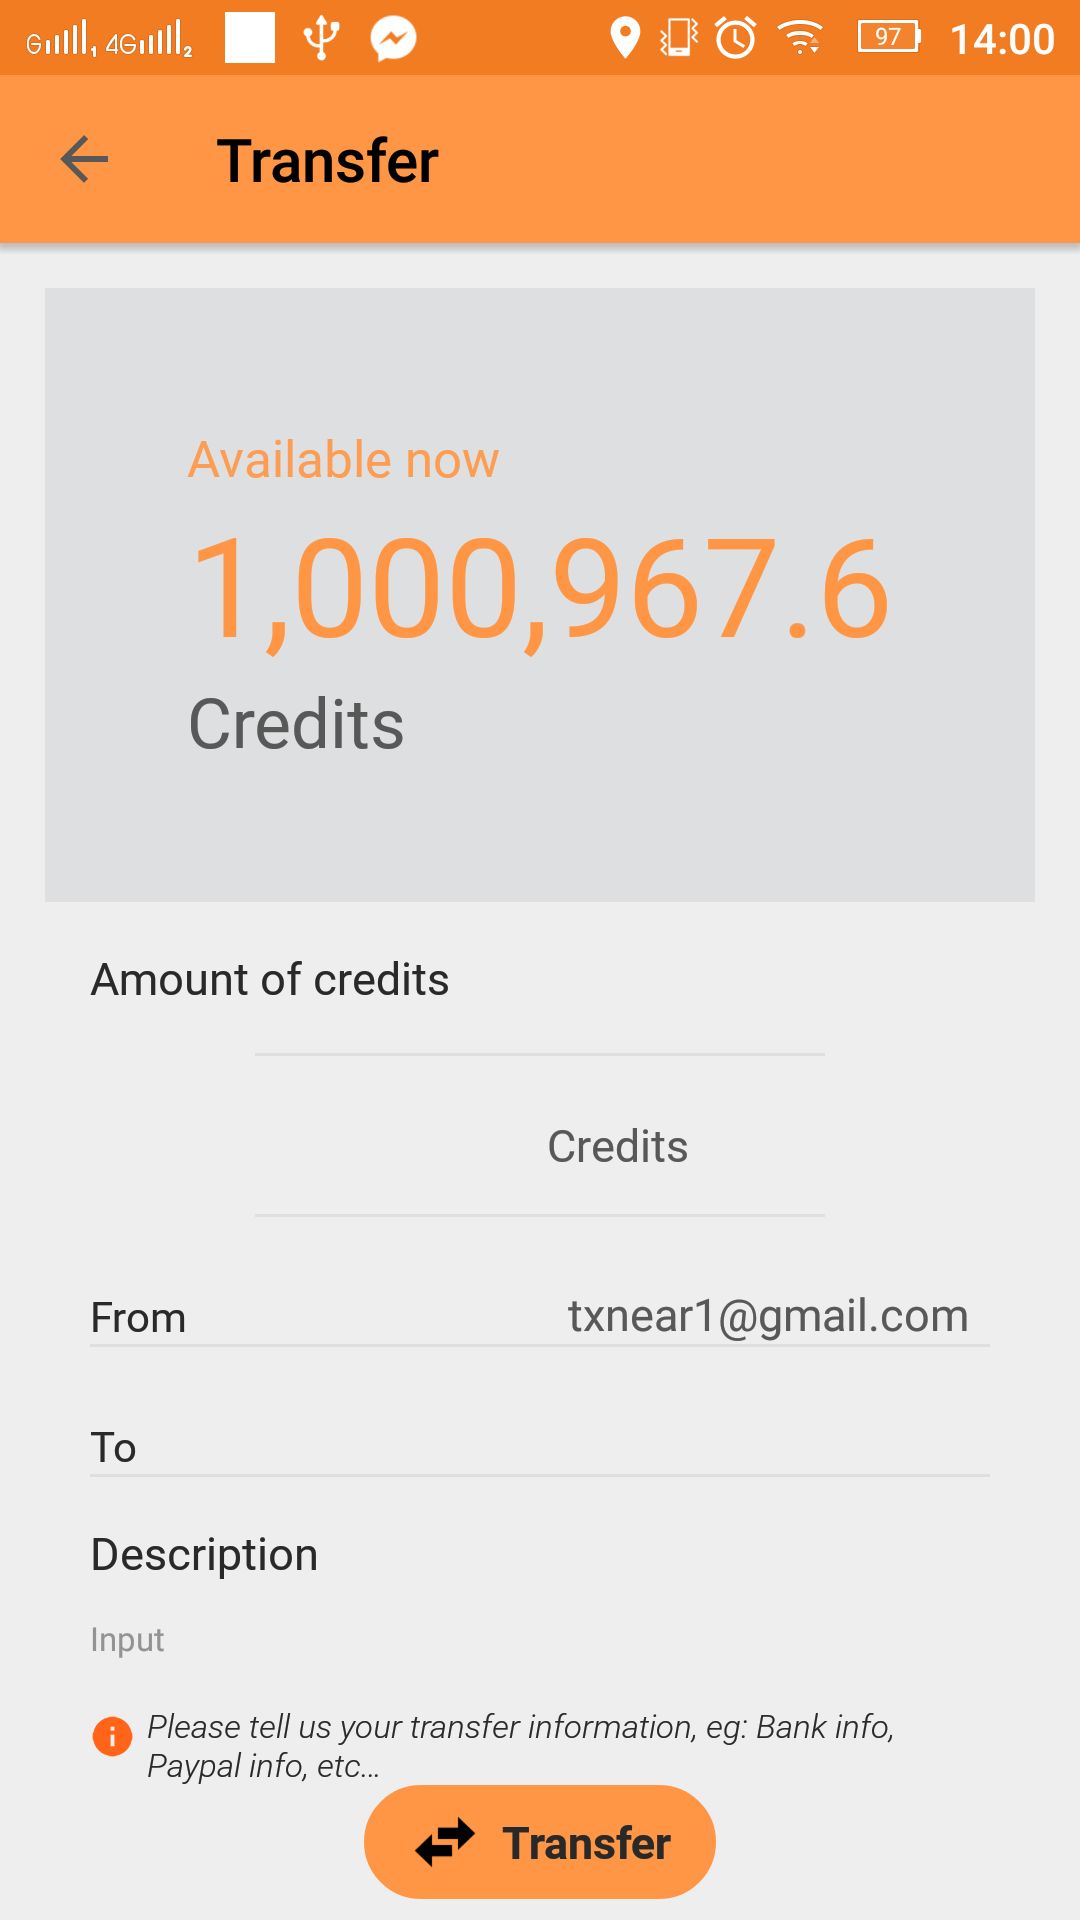 G 1 4G 2 97 14:00
Transfer
Available now
1,000,967.6
Credits
Amount of credits
Credits
From txnear1@gmail.com
To
Description
Input
Please tell us your transfer information, eg: Bank info,
Paypal info, etc...
Transfer